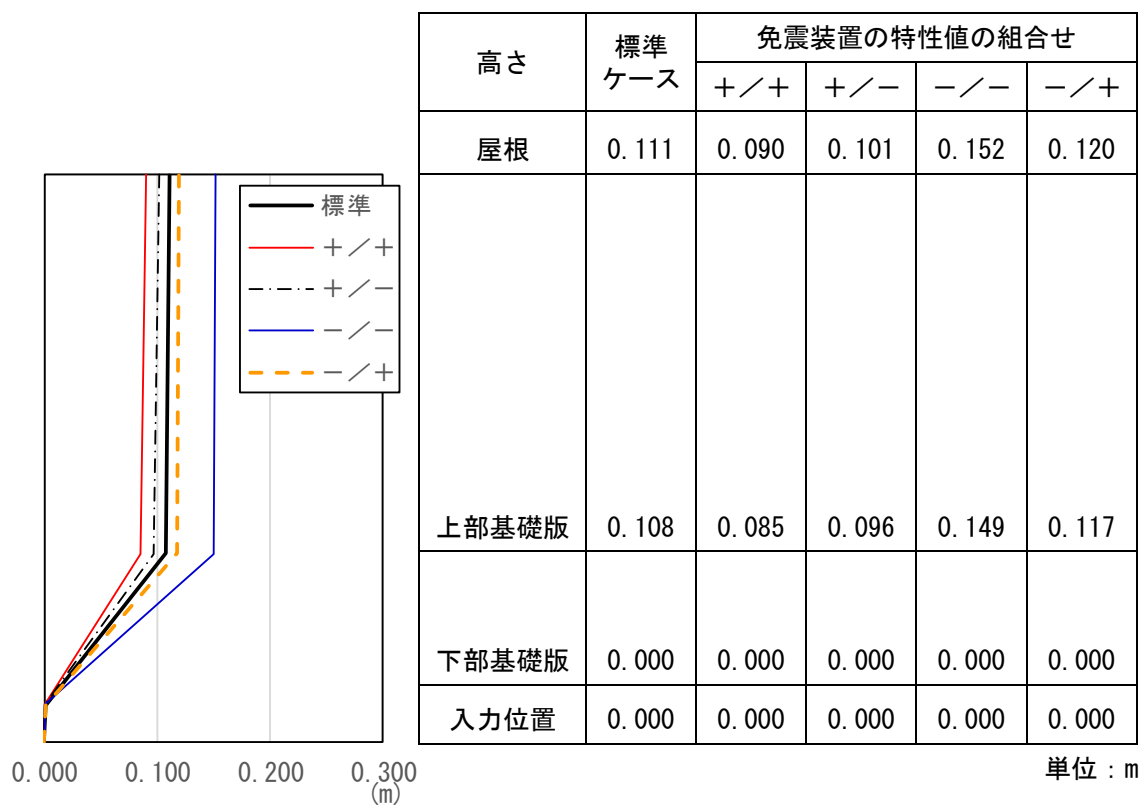 高さ 標準ケース 免震装置の特性値の組合せ
+/+ +/- -/- -/+
屋根 0.111 0.090 0.101 0.152 0.120
上部基礎版 0.108 0.085 0.096 0.149 0.117
下部基礎版 0.000 0.000 0.000 0.000 0.000
入力位置 0.000 0.000 0.000 0.000 0.000
単位:m
標準
+/+
+/-
-/-
-/+
0.000 0.100 0.200 0.300
(m)